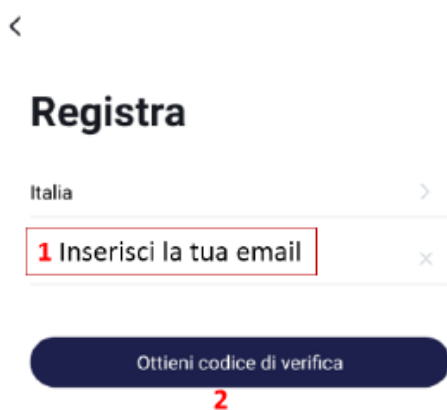 Registra
Italia
1 Inserisci la tua email
Ottieni codice di verifica
2